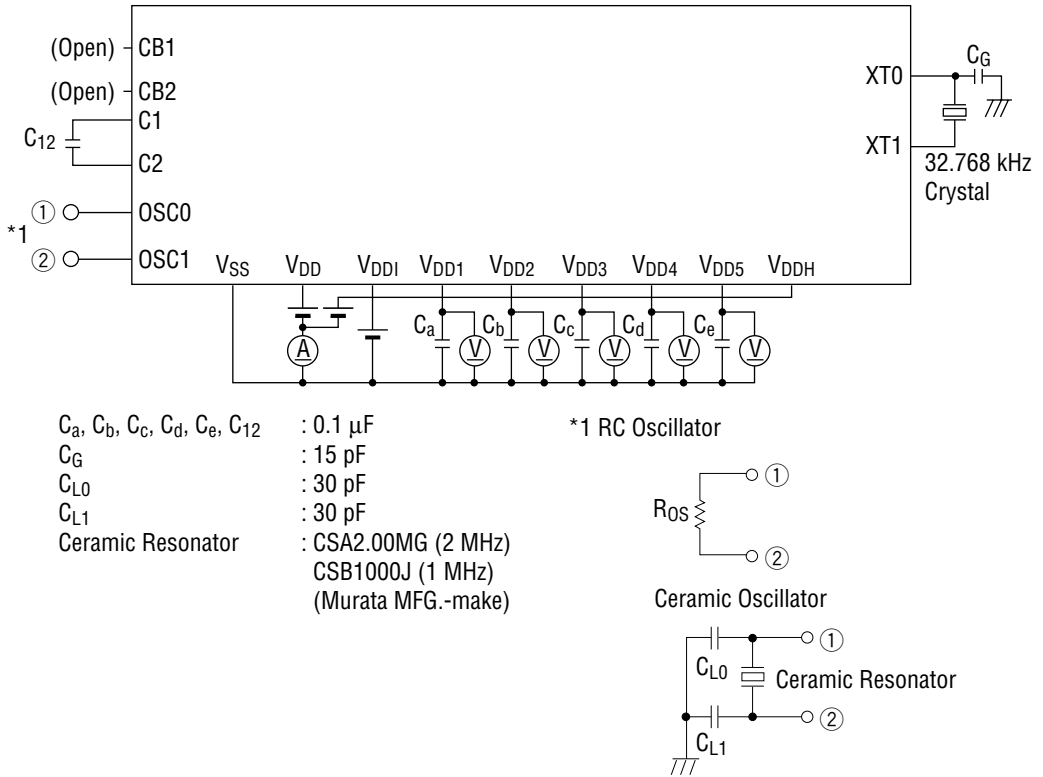 (Open) CB1
(Open) CB2
C1
C12
C2
① OSC0
*1
② OSC1
VSS VDD VDDI VDD1 VDD2 VDD3 VDD4 VDD5 VDDH
XT0
CG
XT1
32.768 kHz
Crystal
A
Ca V Cb V Cc V Cd V Ce V
Ca, Cb, Cc, Cd, Ce, C12 : 0.1 μF
CG : 15 pF
CL0 : 30 pF
CL1 : 30 pF
Ceramic Resonator : CSA2.00MG (2 MHz)
CSB1000J (1 MHz)
(Murata MFG.-make)
*1 RC Oscillator
①
ROS
②
Ceramic Oscillator
①
CL0
Ceramic Resonator
②
CL1